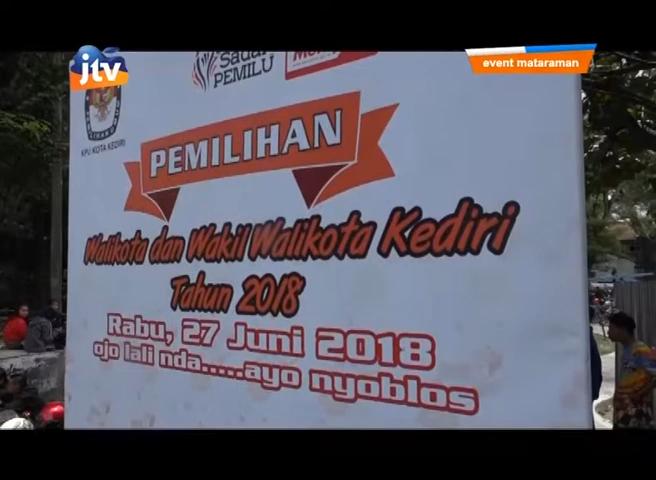 jtv
event mataraman
Sadar
PEMILU
KPU KOTA KEDIRI
PEMILIHAN
Walikota dan Wakil Walikota Kediri
Tahun 2018
Rabu, 27 Juni 2018
ojo lali nda.....ayo nyoblos